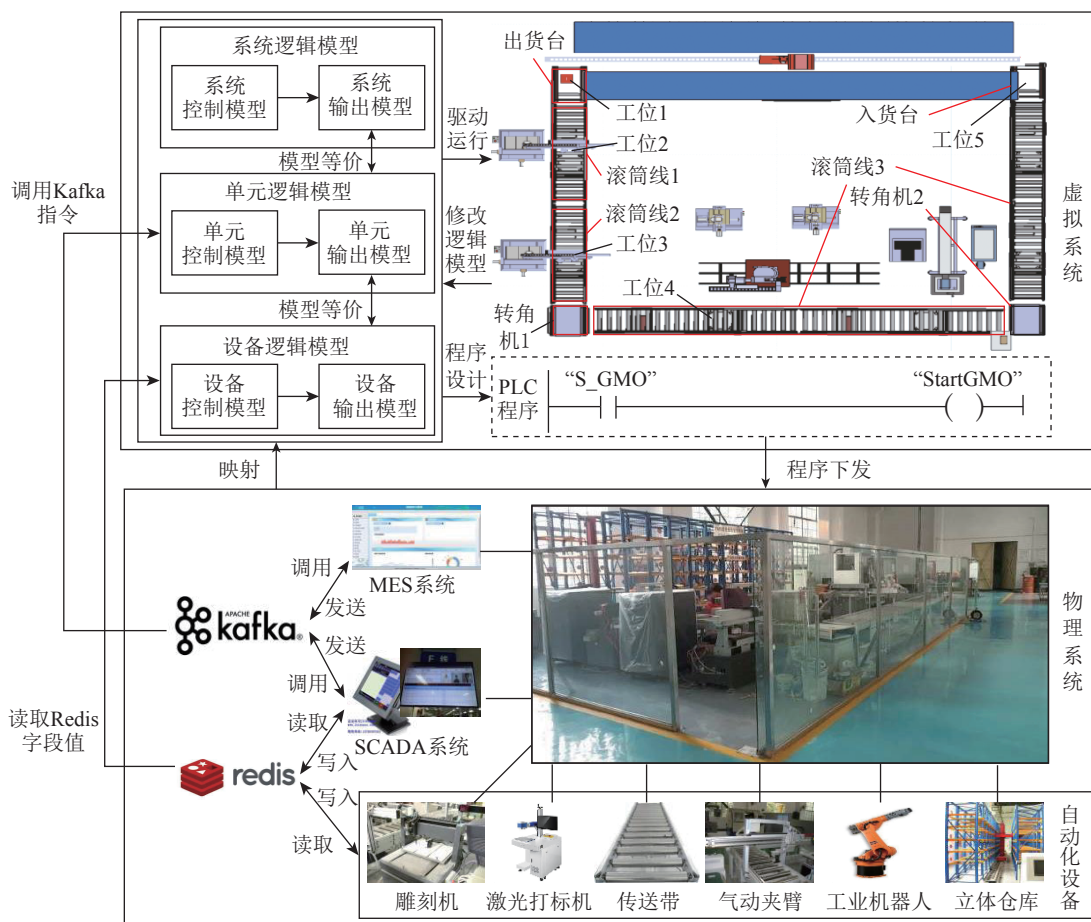 系统逻辑模型
系统
控制模型
系统
输出模型
模型等价
单元逻辑模型
单元
控制模型
单元
输出模型
模型等价
设备逻辑模型
设备
控制模型
设备
输出模型
驱动
运行
修改
逻辑
模型
程序
设计
出货台
工位1
工位2
滚筒线1
滚筒线2
工位3
转角
机1
工位4
滚筒线3
转角机2
入货台
工位5
虚拟系统
PLC
程序
“S_GMO”
“StartGMO”
调用Kafka
指令
映射
程序下发
调用
发送
MES系统
APACHE
kafka®
发送
调用
SCADA系统
读取Redis
字段值
读取
写入
redis
写入
读取
物理系统
雕刻机
激光打标机
传送带
气动夹臂
工业机器人
立体仓库
自动化设备